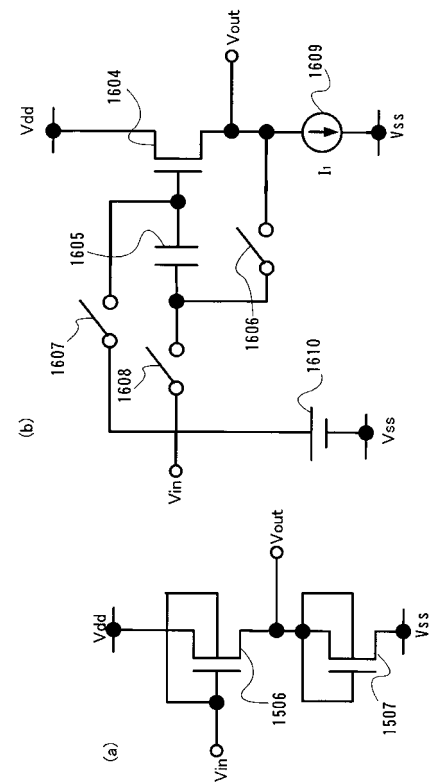 (a)
Vdd
Vin
1506
Vout
1507
Vss
(b)
Vdd
1607
1604
1605
1608
Vin
Vout
1606
1609
I1
1610
Vss
Vss